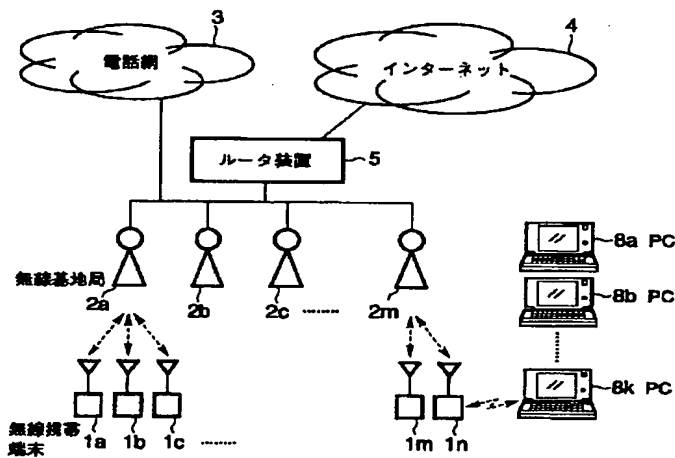 3
4
電話網
インターネット
ルータ装置
5
無線基地局
2a
2b
2c
........
2m
8a PC
8b PC
8k PC
無線携帯
端末
1a
1b
1c
........
1m
1n